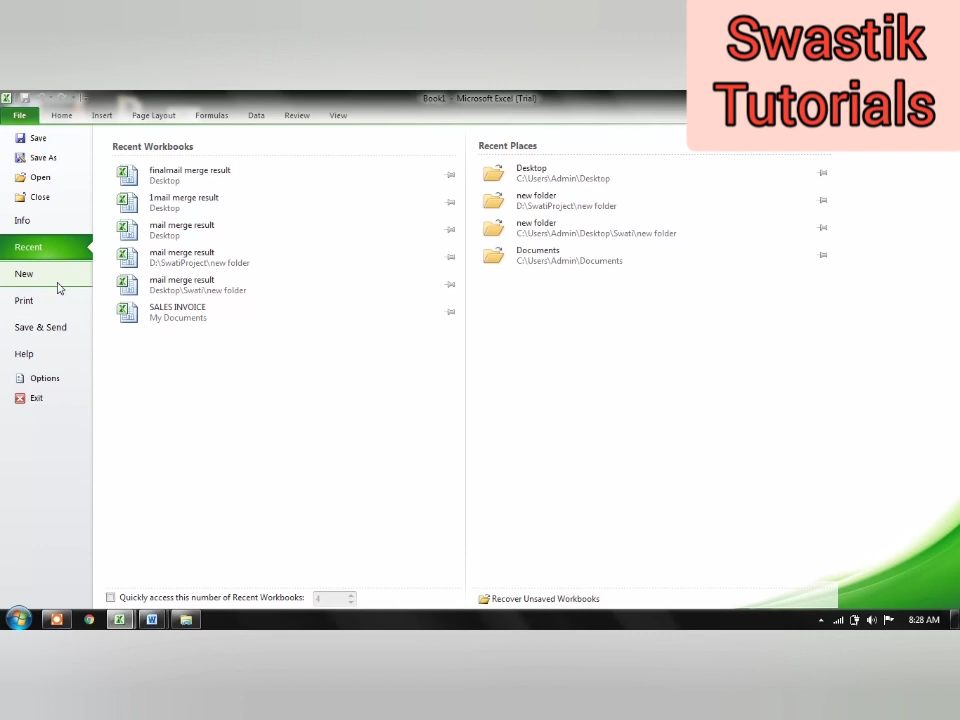 Swastik
Tutorials
Book1 - Microsoft Excel (Trial)
File Home Insert Page Layout Formulas Data Review View
Save
Save As
Open
Close
Info
Recent
New
Print
Save & Send
Help
Options
Exit
Recent Workbooks
finalmail merge result
Desktop
1mail merge result
Desktop
mail merge result
Desktop
mail merge result
D:\SwatiProject\new folder
mail merge result
Desktop\Swati\new folder
SALES INVOICE
My Documents
Quickly access this number of Recent Workbooks: 4
Recent Places
Desktop
C:\Users\Admin\Desktop
new folder
D:\SwatiProject\new folder
new folder
C:\Users\Admin\Desktop\Swati\new folder
Documents
C:\Users\Admin\Documents
Recover Unsaved Workbooks
8:28 AM